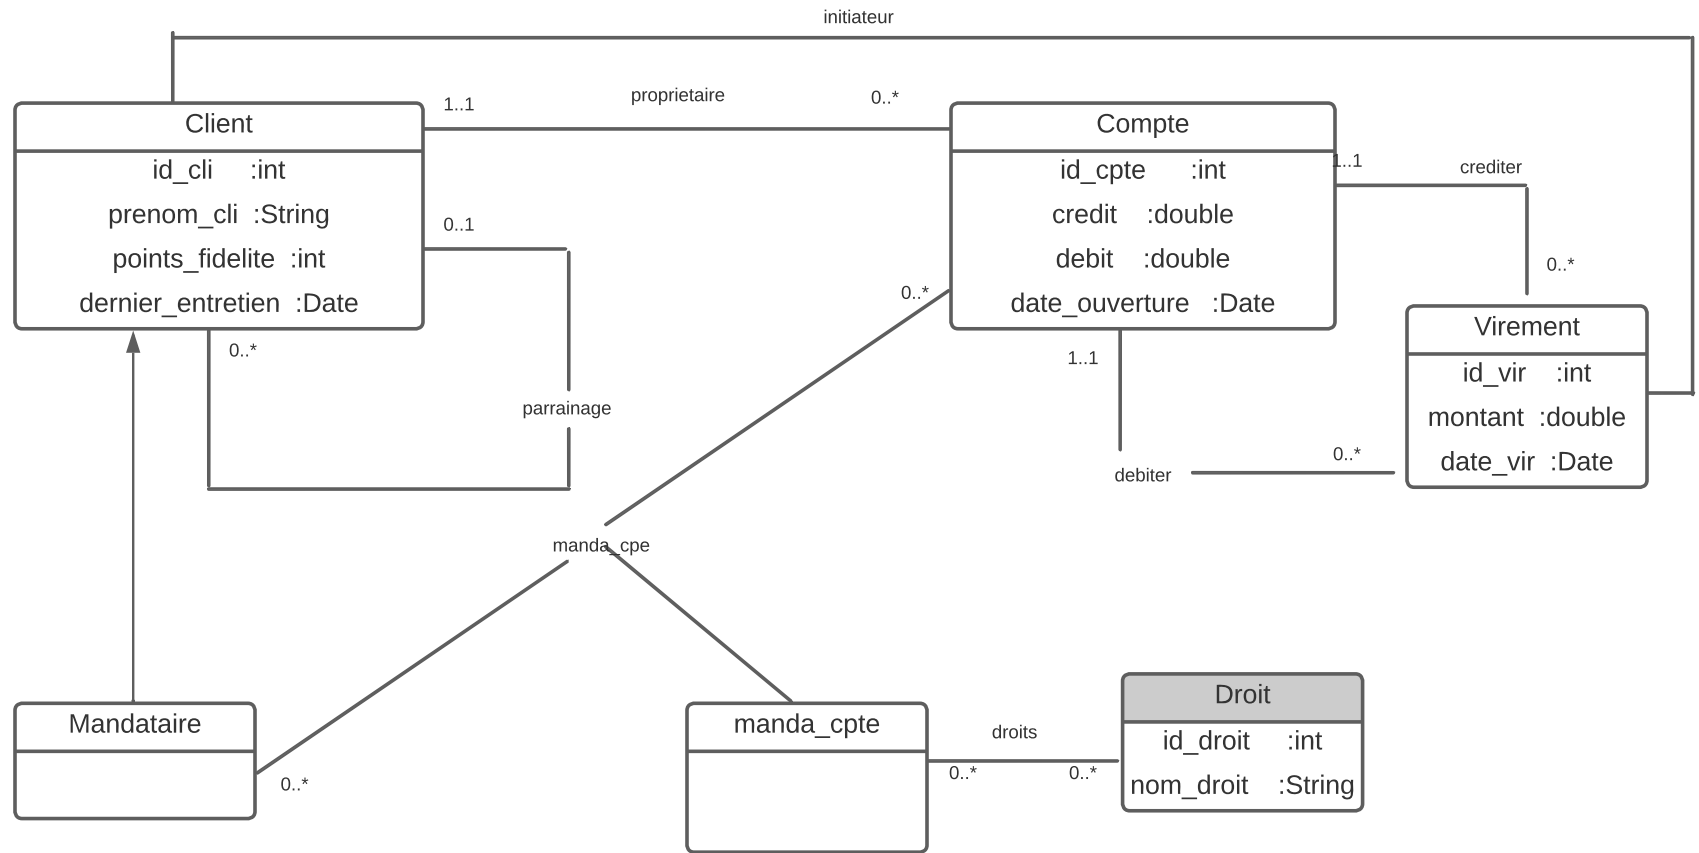 initiateur
1..1
proprietaire
0..*
Client
id_cli :int
prenom_cli :String
points_fidelite :int
dernier_entretien :Date
Compte
id_cpte :int
credit :double
debit :double
date_ouverture :Date
1..1
crediter
0..*
0..1
0..*
0..*
parrainage
1..1
debiter
0..*
Virement
id_vir :int
montant :double
date_vir :Date
manda_cpe
Mandataire
0..*
manda_cpte
droits
0..*
0..*
Droit
id_droit :int
nom_droit :String